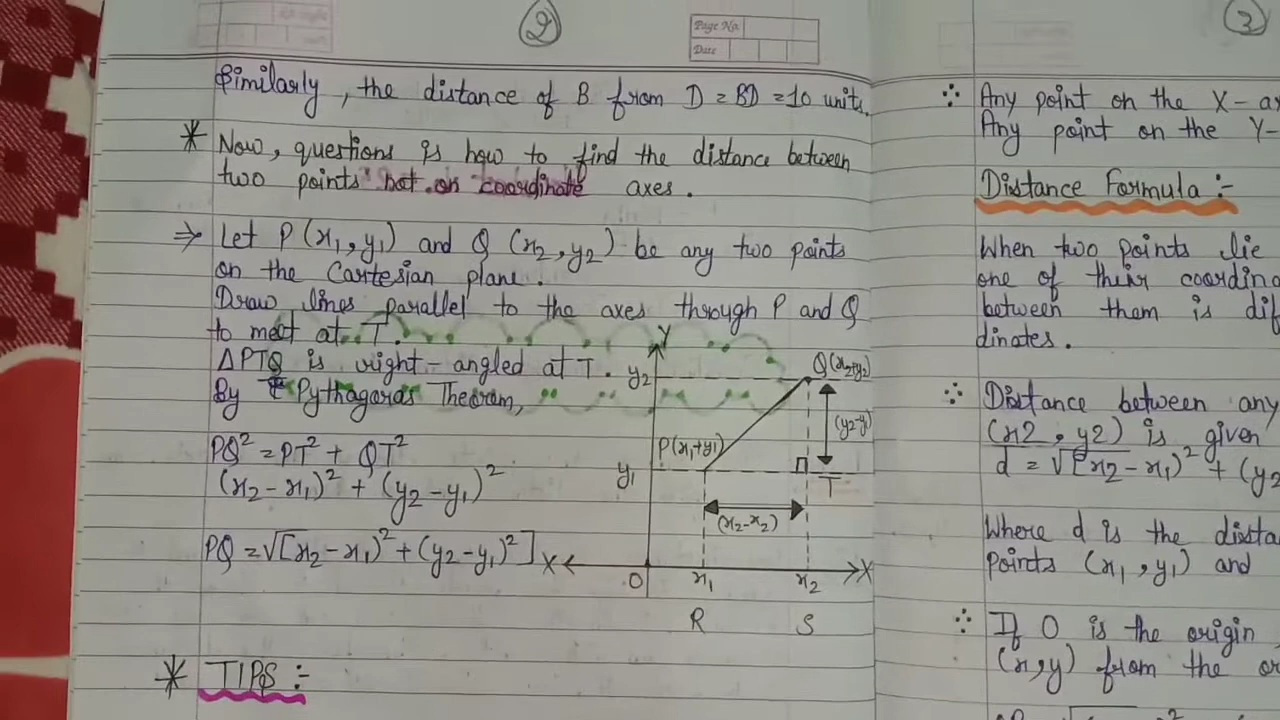 2
Page No.
Date
Similarly, the distance of B from D = BD = 10 units.
* Now, questions is how to find the distance between
two points not on coordinate axes.
⇒ Let P(x1, y1) and Q (x2, y2) be any two points
on the Cartesian plane.
Draw lines parallel to the axes through P and Q
to meet at T.
ΔPTQ is right-angled at T.
By Pythagoras Theoram,
PQ² = PT² + QT²
(x2 - x1)² + (y2 - y1)²
PQ = √[x2 - x1)² + (y2 - y1)²]
Y
y2
Q(x2+y2)
(y2-y1)
P(x1+y1)
y1
T
(x2-x2)
X
O
x1
x2
X
R
S
* TIPS :-
3
∴ Any point on the X-a
Any point on the Y-
Distance Formula :-
When two points lie
one of their coordin
between them is dif
dinates.
∴ Distance between any
(x2, y2) is given
d = √[x2 - x1)² + (y2
Where d is the dista
points (x1, y1) and
∴ If O is the origin
(x, y) from the o